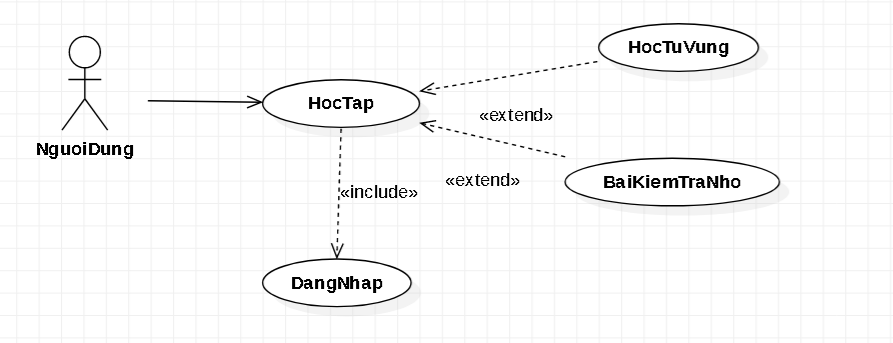 HocTuVung
HocTap
«extend»
NguoiDung
«extend»
BaiKiemTraNho
«include»
DangNhap